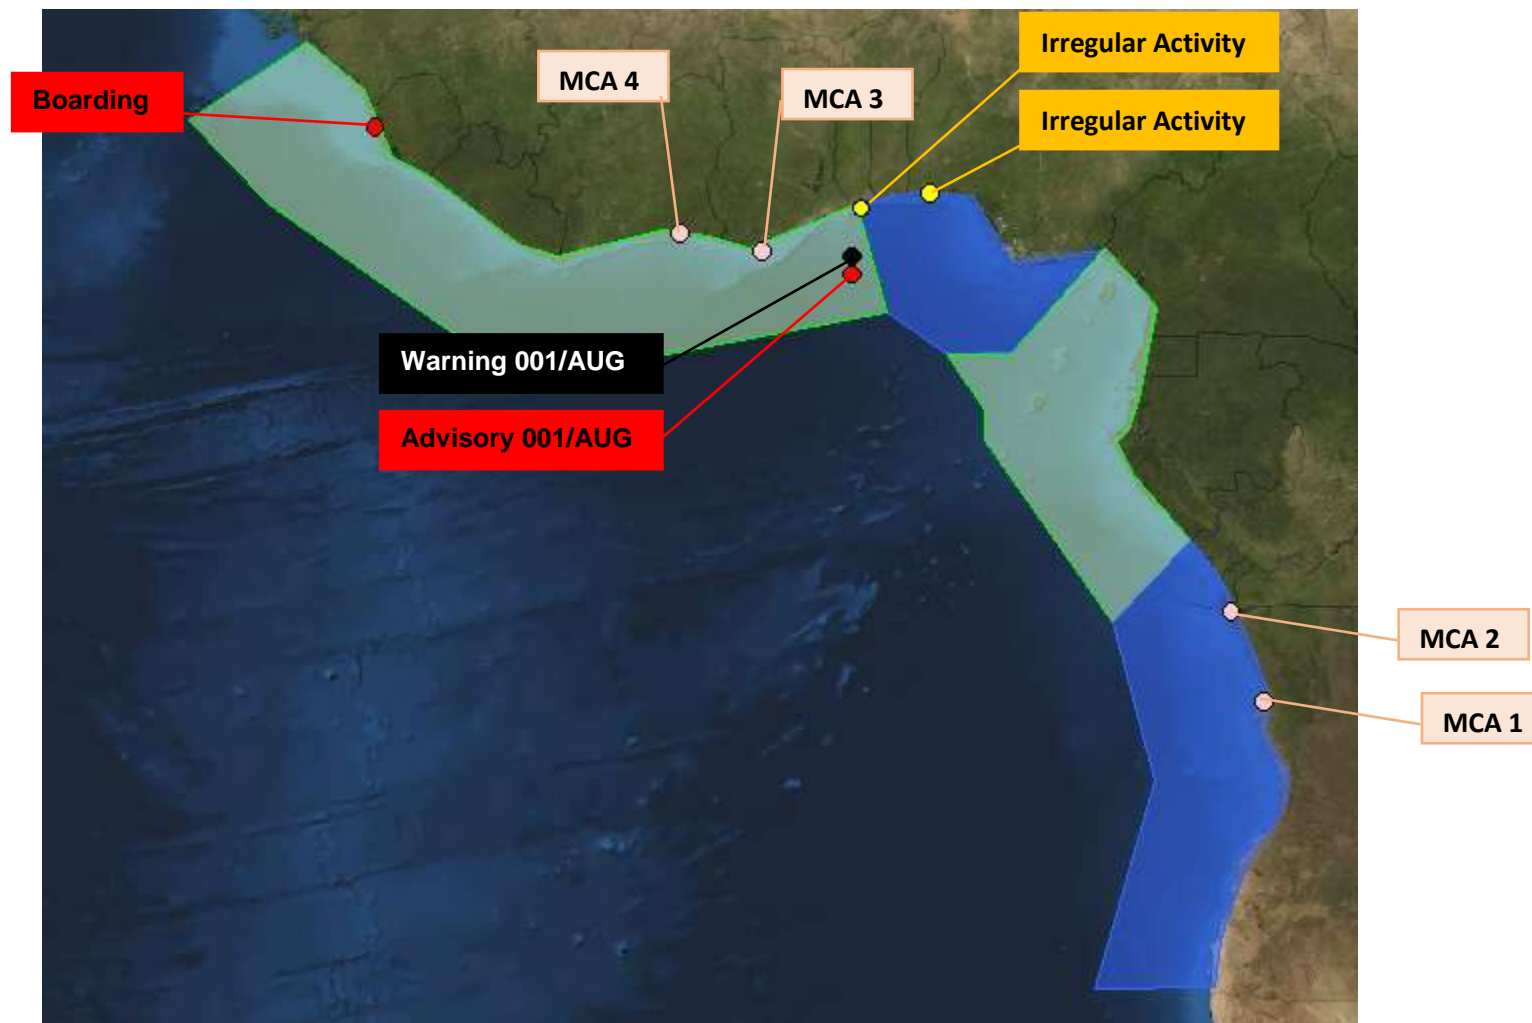 Irregular Activity
Boarding
MCA 4
MCA 3
Irregular Activity
Warning 001/AUG
Advisory 001/AUG
MCA 2
MCA 1